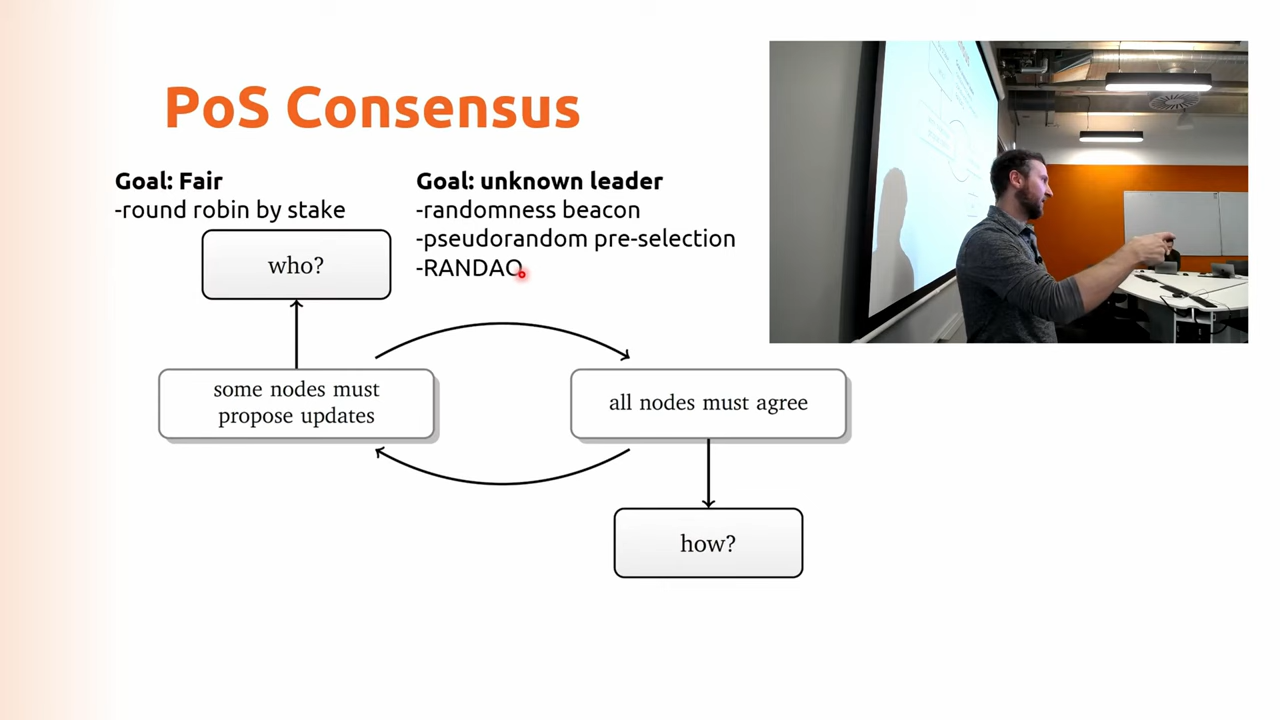 PoS Consensus
Goal: Fair
-round robin by stake
Goal: unknown leader
-randomness beacon
-pseudorandom pre-selection
-RANDAO
who?
some nodes must
propose updates
all nodes must agree
how?